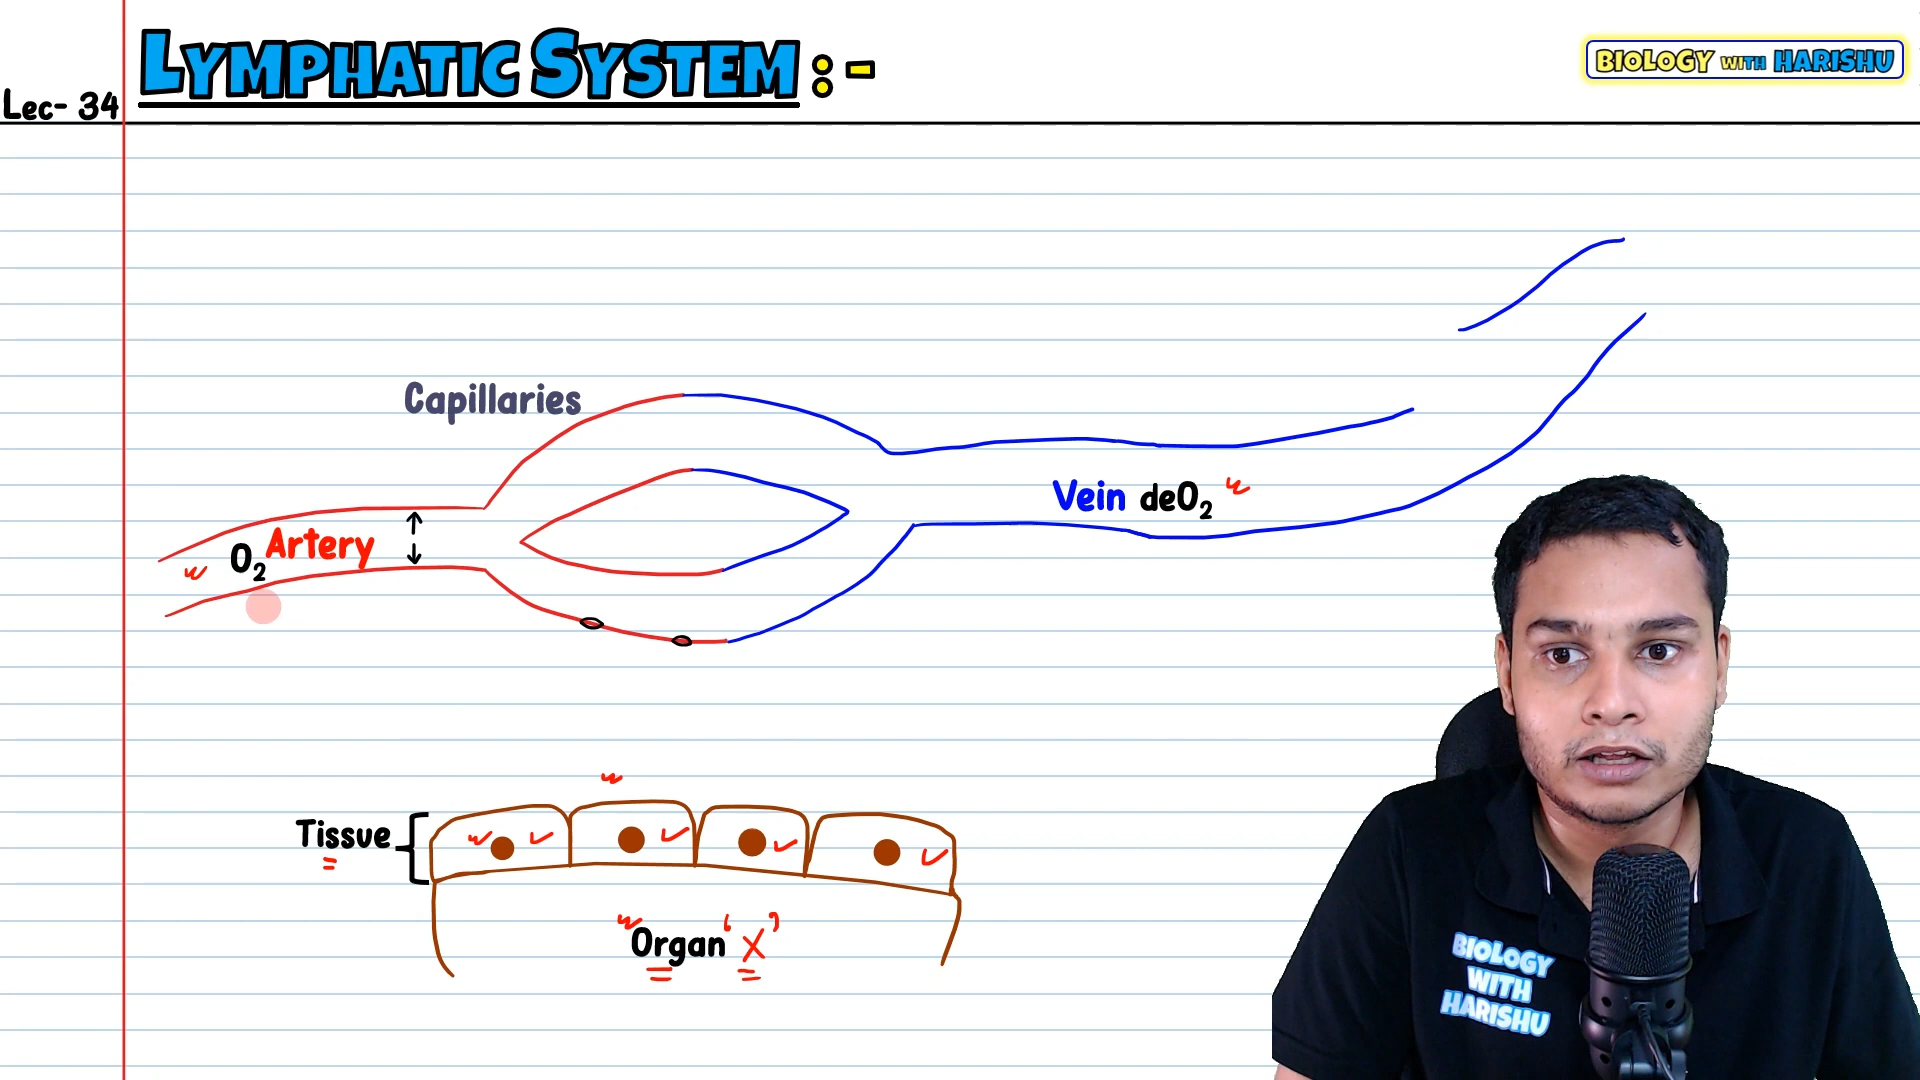 LYMPHATIC SYSTEM :-
BIOLOGY WITH HARISHU
Lec- 34
Capillaries
Vein deO2
O2 Artery
Tissue
Organ 'X'
BIOLOGY
WITH
HARISHU